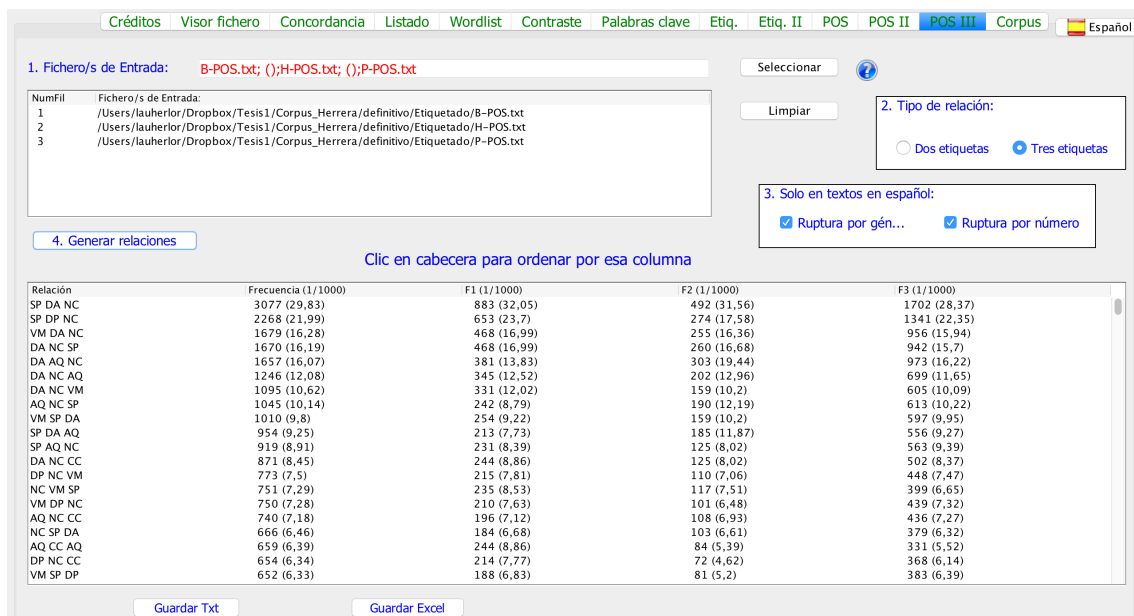 Créditos Visor fichero Concordancia Listado Wordlist Contraste Palabras clave Etiq. Etiq. II POS POS II POS III Corpus Español
1. Fichero/s de Entrada: B-POS.txt; ();H-POS.txt; ();P-POS.txt Seleccionar ?
NumFil Fichero/s de Entrada:
1 /Users/lauherlor/Dropbox/Tesis1/Corpus_Herrera/definitivo/Etiquetado/B-POS.txt
2 /Users/lauherlor/Dropbox/Tesis1/Corpus_Herrera/definitivo/Etiquetado/H-POS.txt
3 /Users/lauherlor/Dropbox/Tesis1/Corpus_Herrera/definitivo/Etiquetado/P-POS.txt
Limpiar
2. Tipo de relación:
Dos etiquetas Tres etiquetas
3. Solo en textos en español:
Ruptura por gén... Ruptura por número
4. Generar relaciones
Clic en cabecera para ordenar por esa columna
Relación Frecuencia (1/1000) F1 (1/1000) F2 (1/1000) F3 (1/1000)
SP DA NC 3077 (29,83) 883 (32,05) 492 (31,56) 1702 (28,37)
SP DP NC 2268 (21,99) 653 (23,7) 274 (17,58) 1341 (22,35)
VM DA NC 1679 (16,28) 468 (16,99) 255 (16,36) 956 (15,94)
DA NC SP 1670 (16,19) 468 (16,99) 260 (16,68) 942 (15,7)
DA AQ NC 1657 (16,07) 381 (13,83) 303 (19,44) 973 (16,22)
DA NC AQ 1246 (12,08) 345 (12,52) 202 (12,96) 699 (11,65)
DA NC VM 1095 (10,62) 331 (12,02) 159 (10,2) 605 (10,09)
AQ NC SP 1045 (10,14) 242 (8,79) 190 (12,19) 613 (10,22)
VM SP DA 1010 (9,8) 254 (9,22) 159 (10,2) 597 (9,95)
SP DA AQ 954 (9,25) 213 (7,73) 185 (11,87) 556 (9,27)
SP AQ NC 919 (8,91) 231 (8,39) 125 (8,02) 563 (9,39)
DA NC CC 871 (8,45) 244 (8,86) 125 (8,02) 502 (8,37)
DP NC VM 773 (7,5) 215 (7,81) 110 (7,06) 448 (7,47)
NC VM SP 751 (7,29) 235 (8,53) 117 (7,51) 399 (6,65)
VM DP NC 750 (7,28) 210 (7,63) 101 (6,48) 439 (7,32)
AQ NC CC 740 (7,18) 196 (7,12) 108 (6,93) 436 (7,27)
NC SP DA 666 (6,46) 184 (6,68) 103 (6,61) 379 (6,32)
AQ CC AQ 659 (6,39) 244 (8,86) 84 (5,39) 331 (5,52)
DP NC CC 654 (6,34) 214 (7,77) 72 (4,62) 368 (6,14)
VM SP DP 652 (6,33) 188 (6,83) 81 (5,2) 383 (6,39)
Guardar Txt Guardar Excel